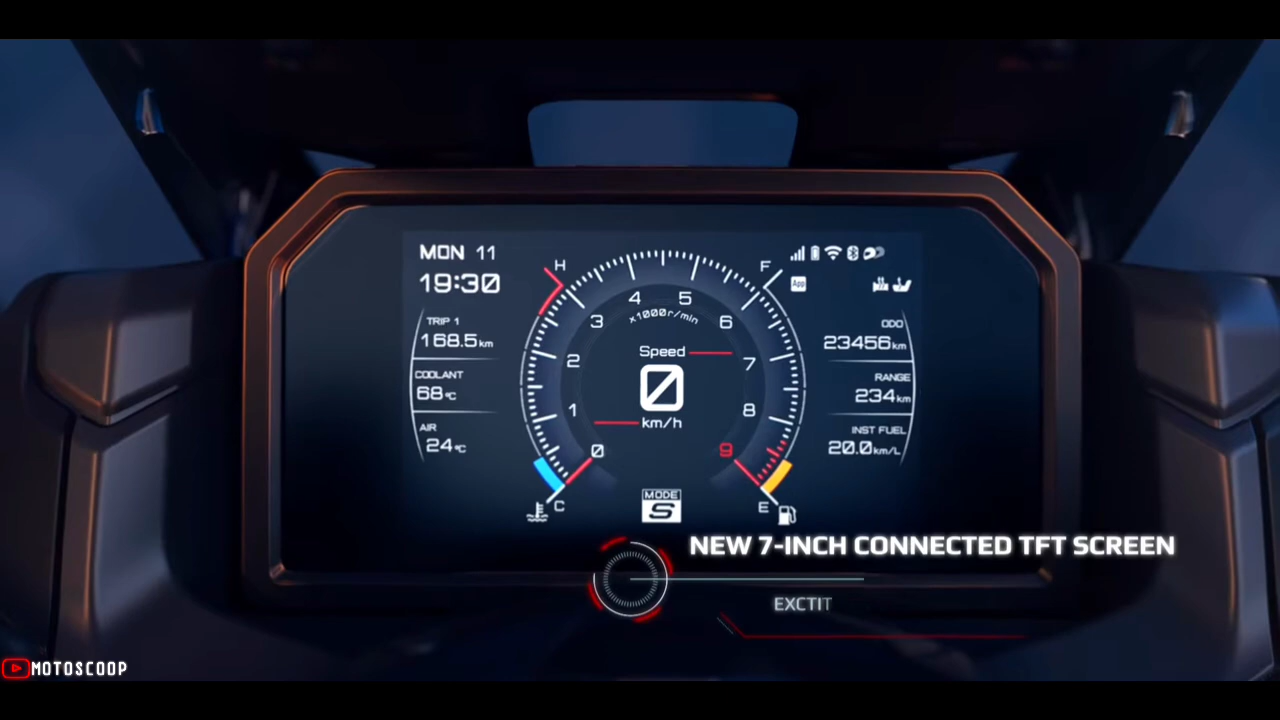 MON 11
19:30
TRIP 1
168.5km
COOLANT
68°C
AIR
24°C
H
F
0
1
2
3
4
5
6
7
8
9
x1000r/min
Speed
0
km/h
C
E
MODE
S
App
ODO
23456km
RANGE
234km
INST FUEL
20.0km/L
NEW 7-INCH CONNECTED TFT SCREEN
EXCTIT
MOTOSCOOP